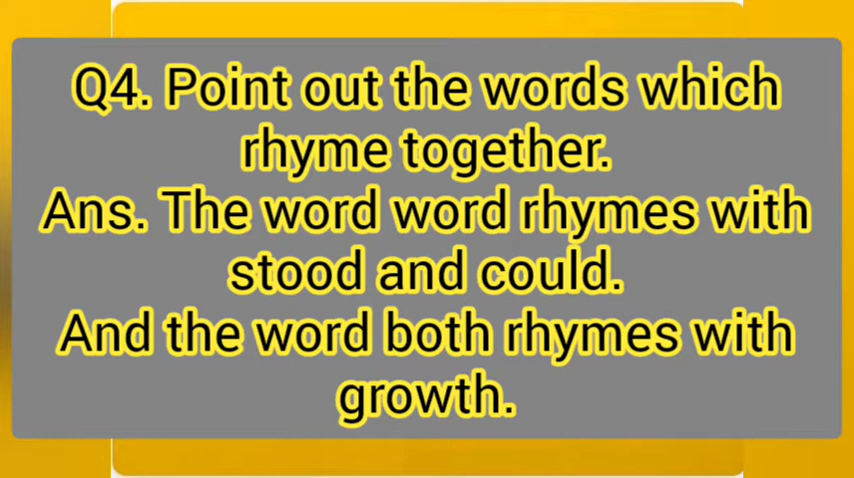 Q4. Point out the words which
rhyme together.
Ans. The word word rhymes with
stood and could.
And the word both rhymes with
growth.